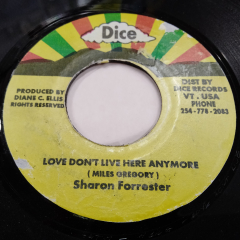 Dice
PRODUCED BY
DIANE C. ELLIS
RIGHTS RESERVED
DIST BY
DICE RECORDS
VT. USA
PHONE
254-778-2083
LOVE DON'T LIVE HERE ANYMORE
( MILES GREGORY )
Sharon Forrester